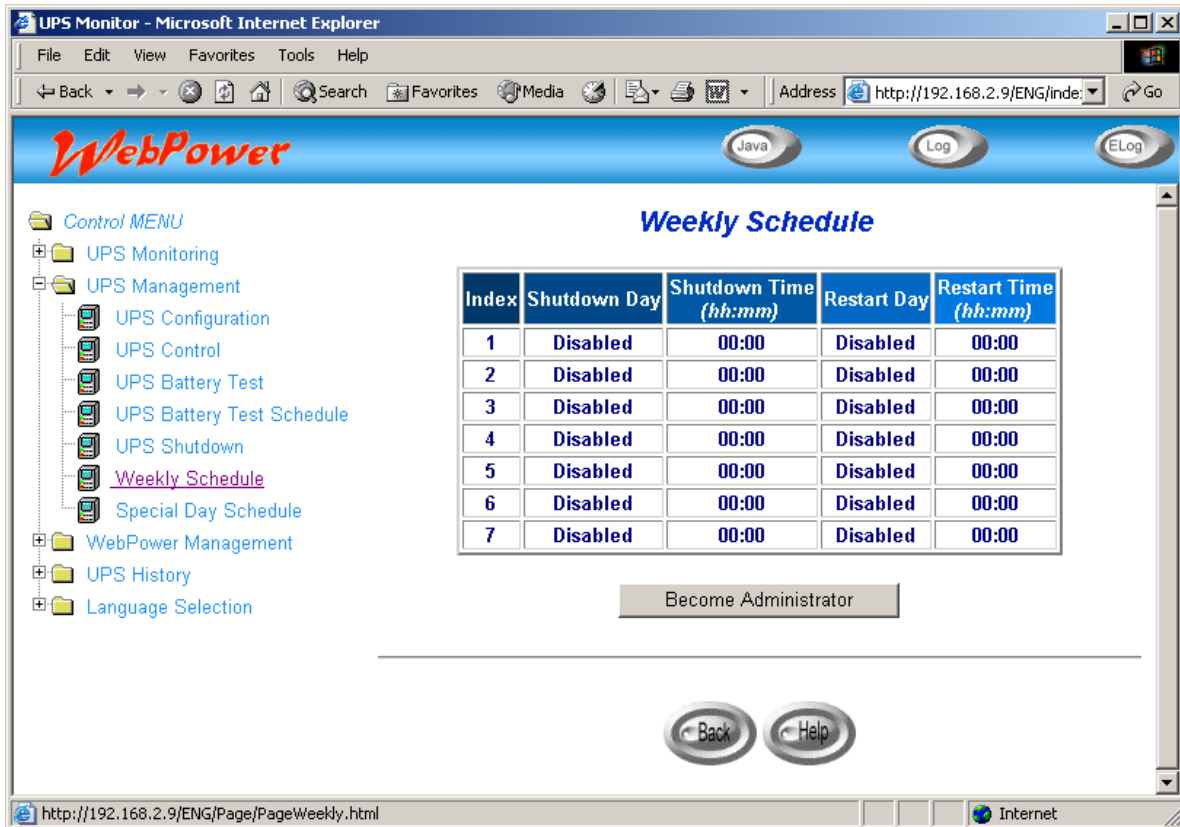 UPS Monitor - Microsoft Internet Explorer
File Edit View Favorites Tools Help
Back Search Favorites Media Address http://192.168.2.9/ENG/inde: Go
WebPower Java Log ELog
Control MENU
UPS Monitoring
UPS Management
UPS Configuration
UPS Control
UPS Battery Test
UPS Battery Test Schedule
UPS Shutdown
Weekly Schedule
Special Day Schedule
WebPower Management
UPS History
Language Selection
Weekly Schedule
Index Shutdown Day Shutdown Time (hh:mm) Restart Day Restart Time (hh:mm)
1 Disabled 00:00 Disabled 00:00
2 Disabled 00:00 Disabled 00:00
3 Disabled 00:00 Disabled 00:00
4 Disabled 00:00 Disabled 00:00
5 Disabled 00:00 Disabled 00:00
6 Disabled 00:00 Disabled 00:00
7 Disabled 00:00 Disabled 00:00
Become Administrator
Back Help
http://192.168.2.9/ENG/Page/PageWeekly.html Internet